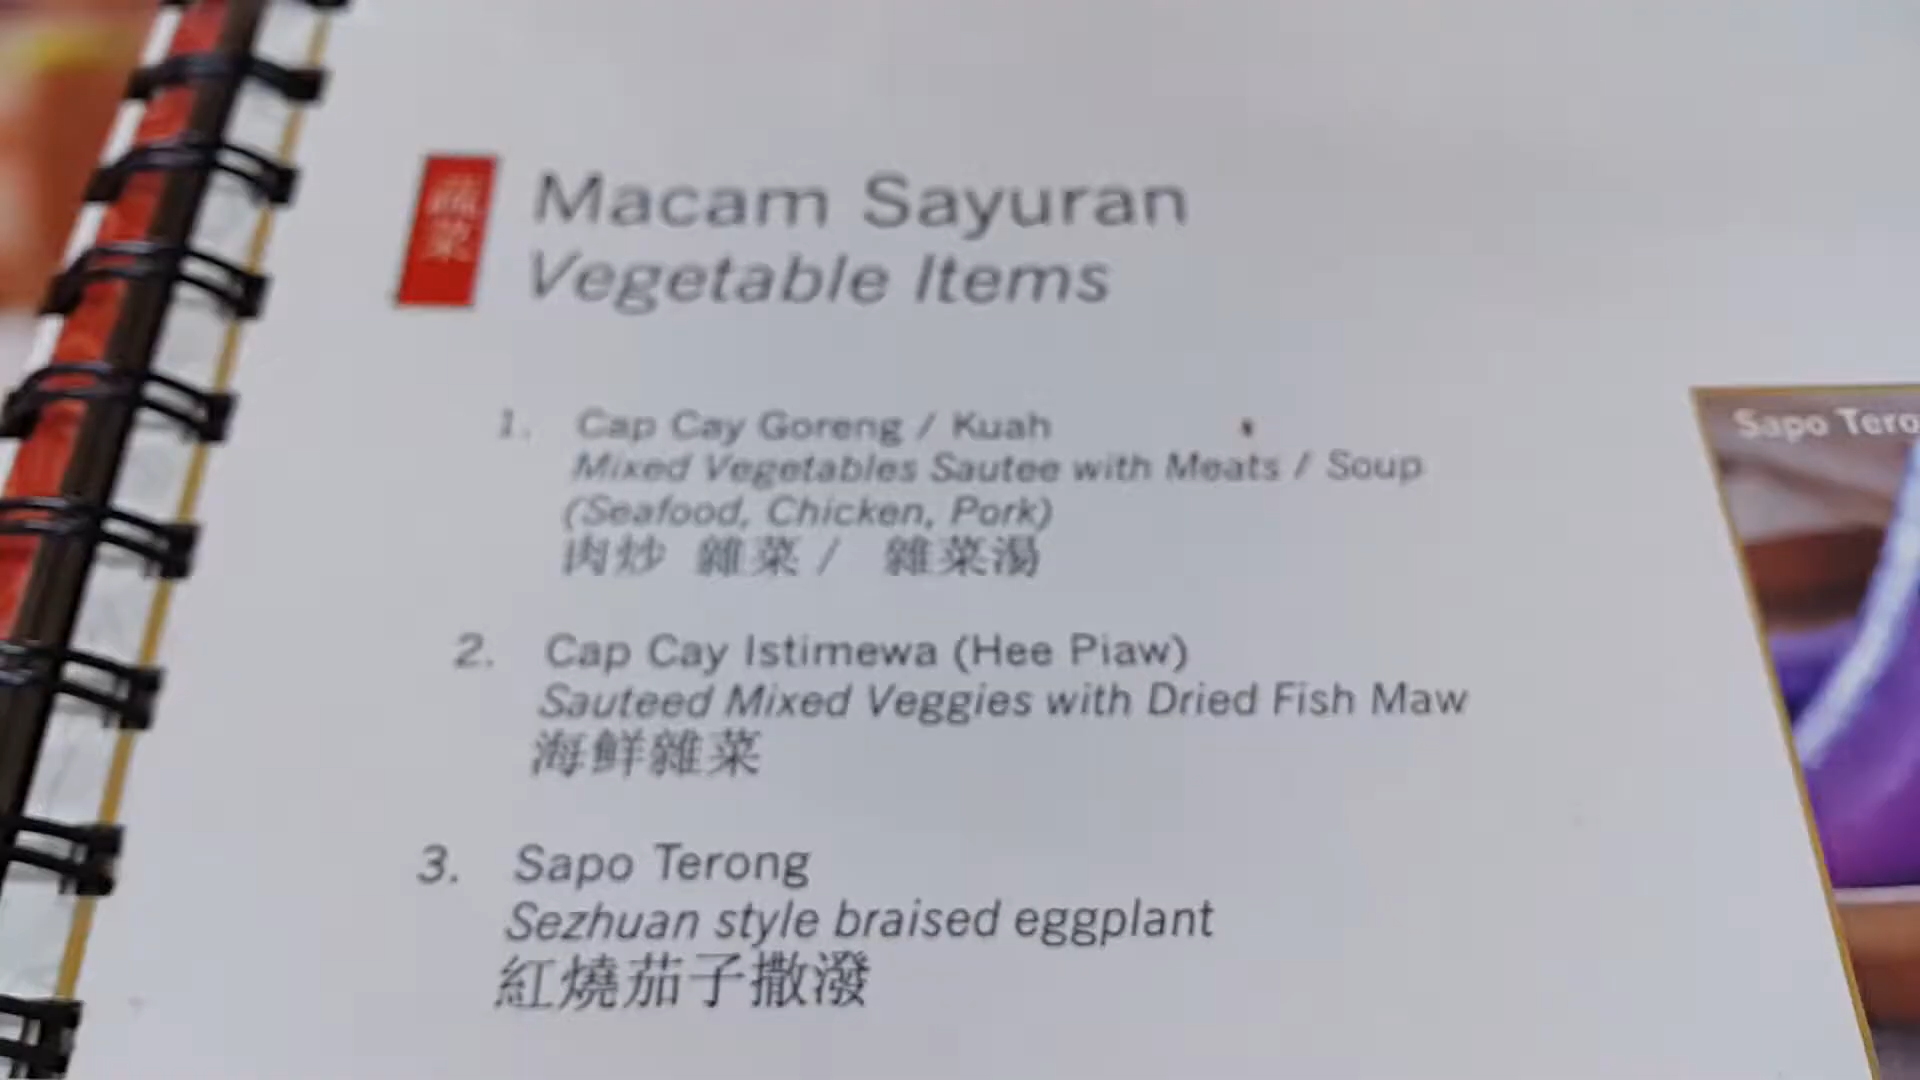 蔬菜
Macam Sayuran
Vegetable Items
1. Cap Cay Goreng / Kuah
Mixed Vegetables Sautee with Meats / Soup
(Seafood, Chicken, Pork)
肉炒 雜菜 / 雜菜湯
2. Cap Cay Istimewa (Hee Piaw)
Sauteed Mixed Veggies with Dried Fish Maw
海鮮雜菜
3. Sapo Terong
Sezhuan style braised eggplant
紅燒茄子撒潑
Sapo Tero